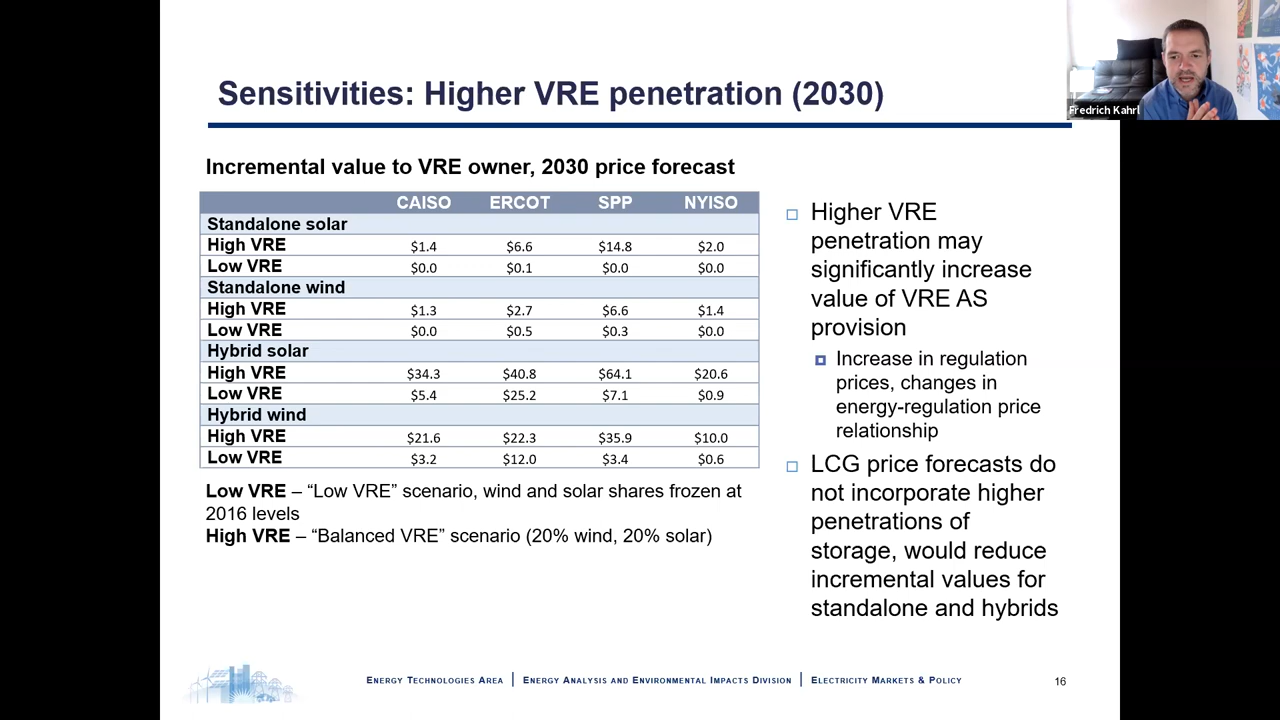 Fredrich Kahrl
Sensitivities: Higher VRE penetration (2030)
Incremental value to VRE owner, 2030 price forecast
CAISO ERCOT SPP NYISO
Standalone solar
High VRE $1.4 $6.6 $14.8 $2.0
Low VRE $0.0 $0.1 $0.0 $0.0
Standalone wind
High VRE $1.3 $2.7 $6.6 $1.4
Low VRE $0.0 $0.5 $0.3 $0.0
Hybrid solar
High VRE $34.3 $40.8 $64.1 $20.6
Low VRE $5.4 $25.2 $7.1 $0.9
Hybrid wind
High VRE $21.6 $22.3 $35.9 $10.0
Low VRE $3.2 $12.0 $3.4 $0.6
Low VRE – “Low VRE” scenario, wind and solar shares frozen at
2016 levels
High VRE – “Balanced VRE” scenario (20% wind, 20% solar)
Higher VRE
penetration may
significantly increase
value of VRE AS
provision
Increase in regulation
prices, changes in
energy-regulation price
relationship
LCG price forecasts do
not incorporate higher
penetrations of
storage, would reduce
incremental values for
standalone and hybrids
Energy Technologies Area | Energy Analysis and Environmental Impacts Division | Electricity Markets & Policy
16